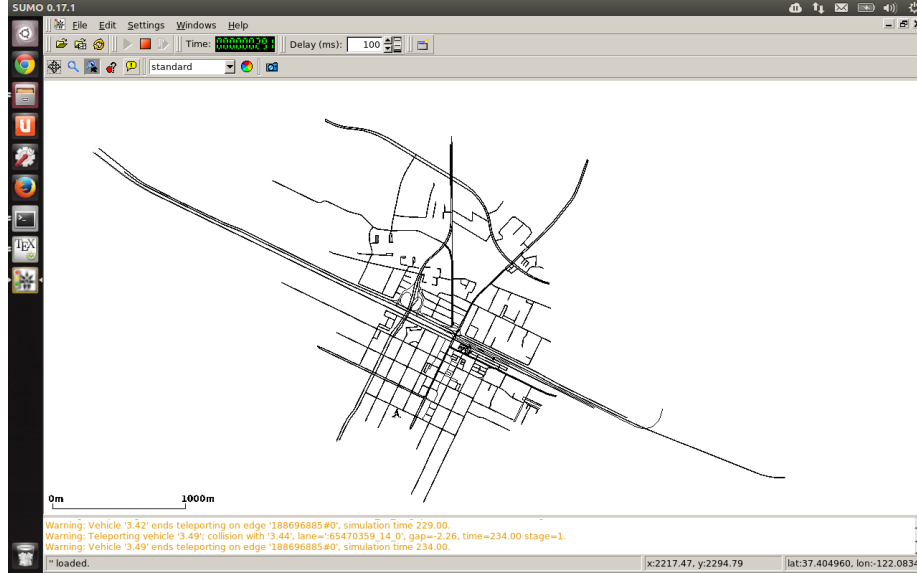 SUMO 0.17.1
File Edit Settings Windows Help
Time: 000000291 Delay (ms): 100
standard
TEX
0m 1000m
Warning: Vehicle '3.42' ends teleporting on edge '188696885#0', simulation time 229.00.
Warning: Teleporting vehicle '3.49'; collision with '3.44', lane=':65470359_14_0', gap=-2.26, time=234.00 stage=1.
Warning: Vehicle '3.49' ends teleporting on edge '188696885#0', simulation time 234.00.
'' loaded. x:2217.47, y:2294.79 lat:37.404960, lon:-122.0834